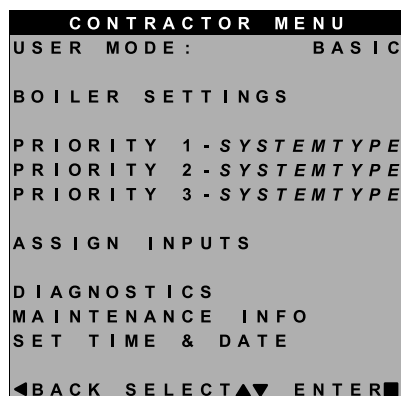 CONTRACTOR MENU
USER MODE: BASIC
BOILER SETTINGS
PRIORITY 1-SYSTEMTYPE
PRIORITY 2-SYSTEMTYPE
PRIORITY 3-SYSTEMTYPE
ASSIGN INPUTS
DIAGNOSTICS
MAINTENANCE INFO
SET TIME & DATE
◀BACK SELECT▲▼ ENTER■